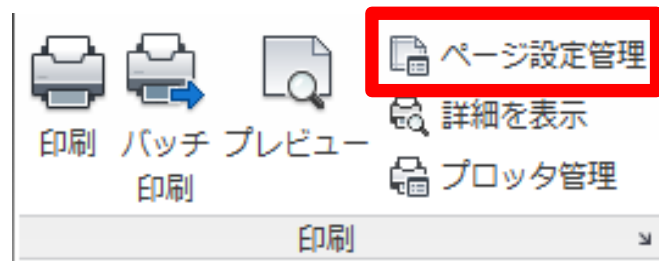 印刷
バッチ
印刷
プレビュー
ページ設定管理
詳細を表示
プロッタ管理
印刷